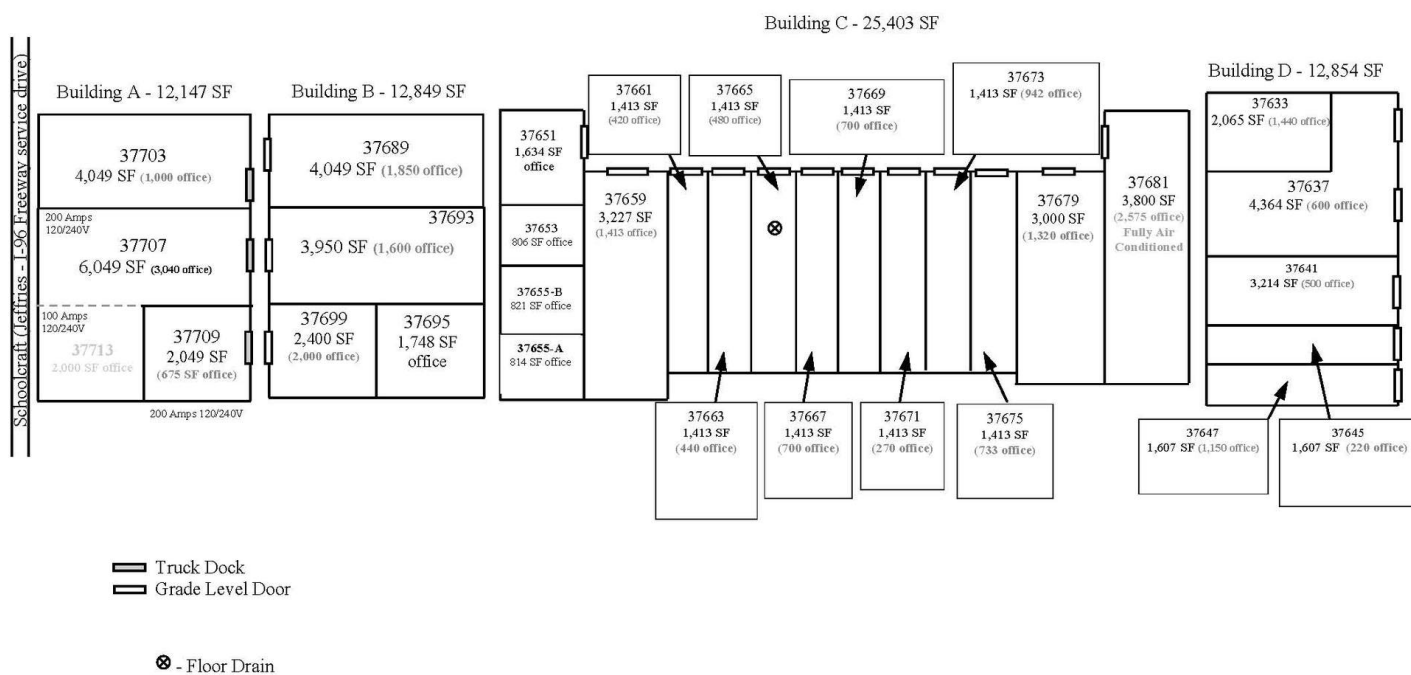 Schoolcraft (Jeffries - I-96 Freeway service drive)
Building A - 12,147 SF
37703
4,049 SF (1,000 office)
200 Amps
120/240V
37707
6,049 SF (3,040 office)
100 Amps
120/240V
37713
2,000 SF office
37709
2,049 SF
(675 SF office)
200 Amps 120/240V
Building B - 12,849 SF
37689
4,049 SF (1,850 office)
37693
3,950 SF (1,600 office)
37699
2,400 SF
(2,000 office)
37695
1,748 SF
office
Building C - 25,403 SF
37651
1,634 SF
office
37653
806 SF office
37655-B
821 SF office
37655-A
814 SF office
37659
3,227 SF
(1,413 office)
37661
1,413 SF
(420 office)
37665
1,413 SF
(480 office)
37669
1,413 SF
(700 office)
37673
1,413 SF (942 office)
37679
3,000 SF
(1,320 office)
37681
3,800 SF
(2,575 office)
Fully Air
Conditioned
37663
1,413 SF
(440 office)
37667
1,413 SF
(700 office)
37671
1,413 SF
(270 office)
37675
1,413 SF
(733 office)
Building D - 12,854 SF
37633
2,065 SF (1,440 office)
37637
4,364 SF (600 office)
37641
3,214 SF (500 office)
37647
1,607 SF (1,150 office)
37645
1,607 SF (220 office)
Truck Dock
Grade Level Door
- Floor Drain